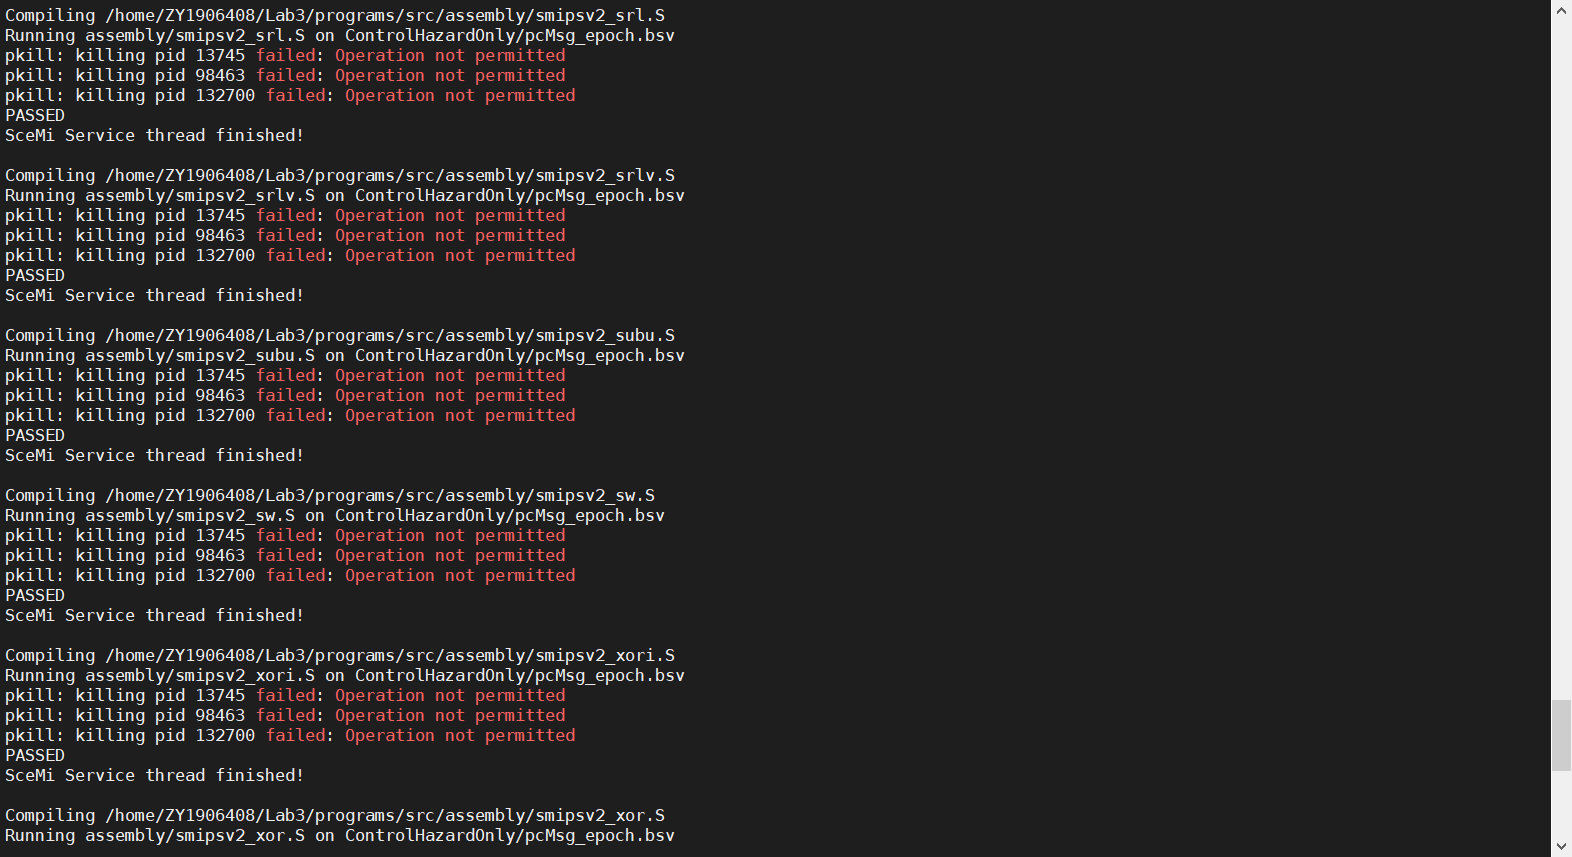 Compiling /home/ZY1906408/Lab3/programs/src/assembly/smipsv2_srl.S
Running assembly/smipsv2_srl.S on ControlHazardOnly/pcMsg_epoch.bsv
pkill: killing pid 13745 failed: Operation not permitted
pkill: killing pid 98463 failed: Operation not permitted
pkill: killing pid 132700 failed: Operation not permitted
PASSED
SceMi Service thread finished!
Compiling /home/ZY1906408/Lab3/programs/src/assembly/smipsv2_srlv.S
Running assembly/smipsv2_srlv.S on ControlHazardOnly/pcMsg_epoch.bsv
pkill: killing pid 13745 failed: Operation not permitted
pkill: killing pid 98463 failed: Operation not permitted
pkill: killing pid 132700 failed: Operation not permitted
PASSED
SceMi Service thread finished!
Compiling /home/ZY1906408/Lab3/programs/src/assembly/smipsv2_subu.S
Running assembly/smipsv2_subu.S on ControlHazardOnly/pcMsg_epoch.bsv
pkill: killing pid 13745 failed: Operation not permitted
pkill: killing pid 98463 failed: Operation not permitted
pkill: killing pid 132700 failed: Operation not permitted
PASSED
SceMi Service thread finished!
Compiling /home/ZY1906408/Lab3/programs/src/assembly/smipsv2_sw.S
Running assembly/smipsv2_sw.S on ControlHazardOnly/pcMsg_epoch.bsv
pkill: killing pid 13745 failed: Operation not permitted
pkill: killing pid 98463 failed: Operation not permitted
pkill: killing pid 132700 failed: Operation not permitted
PASSED
SceMi Service thread finished!
Compiling /home/ZY1906408/Lab3/programs/src/assembly/smipsv2_xori.S
Running assembly/smipsv2_xori.S on ControlHazardOnly/pcMsg_epoch.bsv
pkill: killing pid 13745 failed: Operation not permitted
pkill: killing pid 98463 failed: Operation not permitted
pkill: killing pid 132700 failed: Operation not permitted
PASSED
SceMi Service thread finished!
Compiling /home/ZY1906408/Lab3/programs/src/assembly/smipsv2_xor.S
Running assembly/smipsv2_xor.S on ControlHazardOnly/pcMsg_epoch.bsv